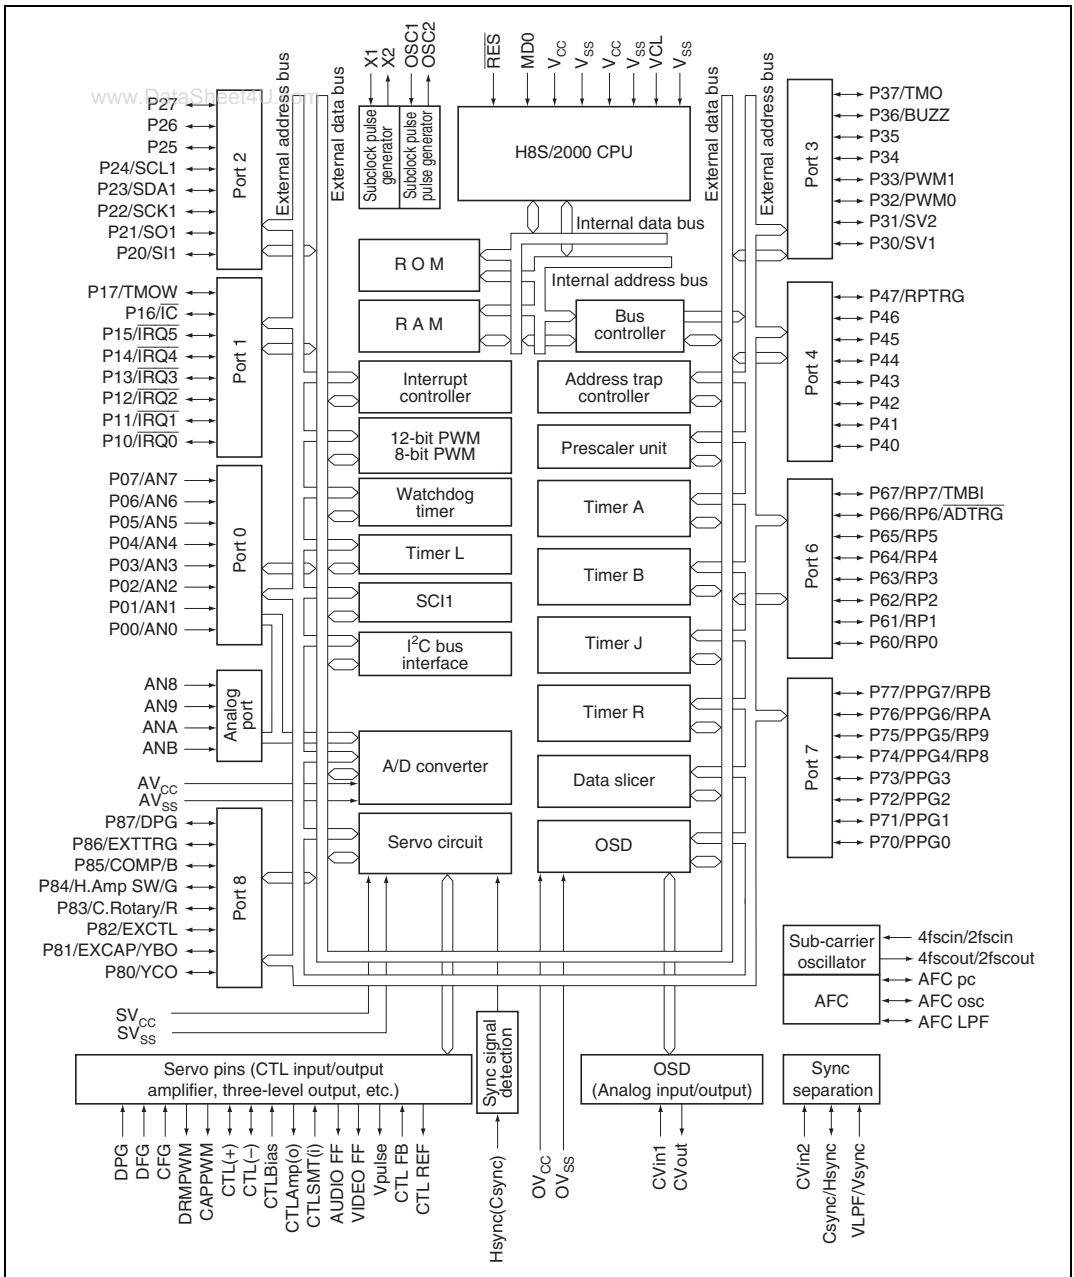 www.DataSheet4U.com
X1
X2
OSC1
OSC2
RES
MD0
VCC
VSS
VCC
VSS
VCL
VSS
External address bus
External data bus
Subclock pulse
generator
Subclock pulse
pulse generator
H8S/2000 CPU
External data bus
External address bus
P27
P26
P25
P24/SCL1
P23/SDA1
P22/SCK1
P21/SO1
P20/SI1
Port 2
P17/TMOW
P16/IC
P15/IRQ5
P14/IRQ4
P13/IRQ3
P12/IRQ2
P11/IRQ1
P10/IRQ0
Port 1
P07/AN7
P06/AN6
P05/AN5
P04/AN4
P03/AN3
P02/AN2
P01/AN1
P00/AN0
Port 0
AN8
AN9
ANA
ANB
Analog
port
AVCC
AVSS
P87/DPG
P86/EXTTRG
P85/COMP/B
P84/H.Amp SW/G
P83/C.Rotary/R
P82/EXCTL
P81/EXCAP/YBO
P80/YCO
Port 8
SVCC
SVSS
Internal data bus
Internal address bus
ROM
RAM
Bus
controller
Interrupt
controller
12-bit PWM
8-bit PWM
Watchdog
timer
Timer L
SCI1
I2C bus
interface
A/D converter
Servo circuit
Address trap
controller
Prescaler unit
Timer A
Timer B
Timer J
Timer R
Data slicer
OSD
Port 3
P37/TMO
P36/BUZZ
P35
P34
P33/PWM1
P32/PWM0
P31/SV2
P30/SV1
Port 4
P47/RPTRG
P46
P45
P44
P43
P42
P41
P40
Port 6
P67/RP7/TMBI
P66/RP6/ADTRG
P65/RP5
P64/RP4
P63/RP3
P62/RP2
P61/RP1
P60/RP0
Port 7
P77/PPG7/RPB
P76/PPG6/RPA
P75/PPG5/RP9
P74/PPG4/RP8
P73/PPG3
P72/PPG2
P71/PPG1
P70/PPG0
Sub-carrier
oscillator
AFC
4fscin/2fscin
4fscout/2fscout
AFC pc
AFC osc
AFC LPF
Servo pins (CTL input/output
amplifier, three-level output, etc.)
Sync signal
detection
OSD
(Analog input/output)
Sync
separation
DPG
DFG
CFG
DRMPWM
CAPPWM
CTL(+)
CTL(–)
CTLBias
CTLAmp(o)
CTLSMT(i)
AUDIO FF
VIDEO FF
Vpulse
CTL FB
CTL REF
Hsync(Csync)
OVCC
OVSS
CVin1
CVout
CVin2
Csync/Hsync
VLPF/Vsync